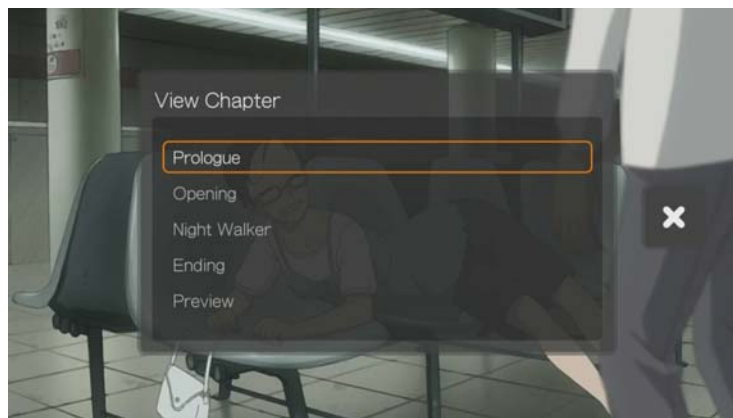 View Chapter
Prologue
Opening
Night Walker
Ending
Preview